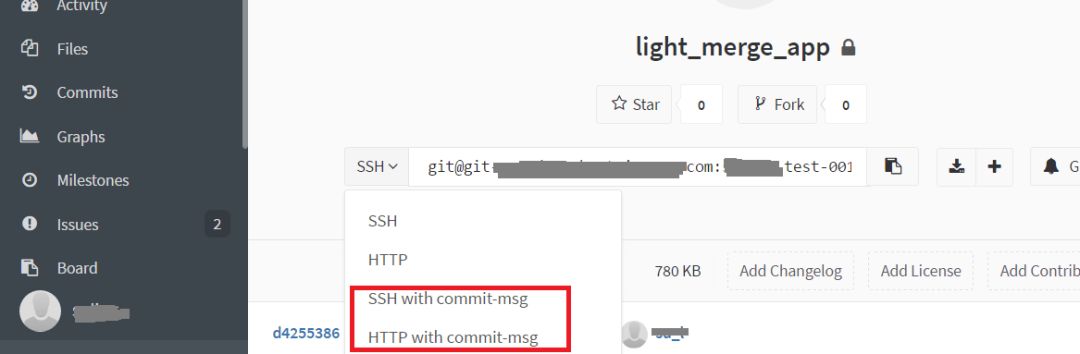 Activity
Files
Commits
Graphs
Milestones
Issues 2
Board
light_merge_app
Star 0 Fork 0
SSH git@git- com: test-001
SSH
HTTP
SSH with commit-msg
HTTP with commit-msg
780 KB Add Changelog Add License Add Contrib
d4255386